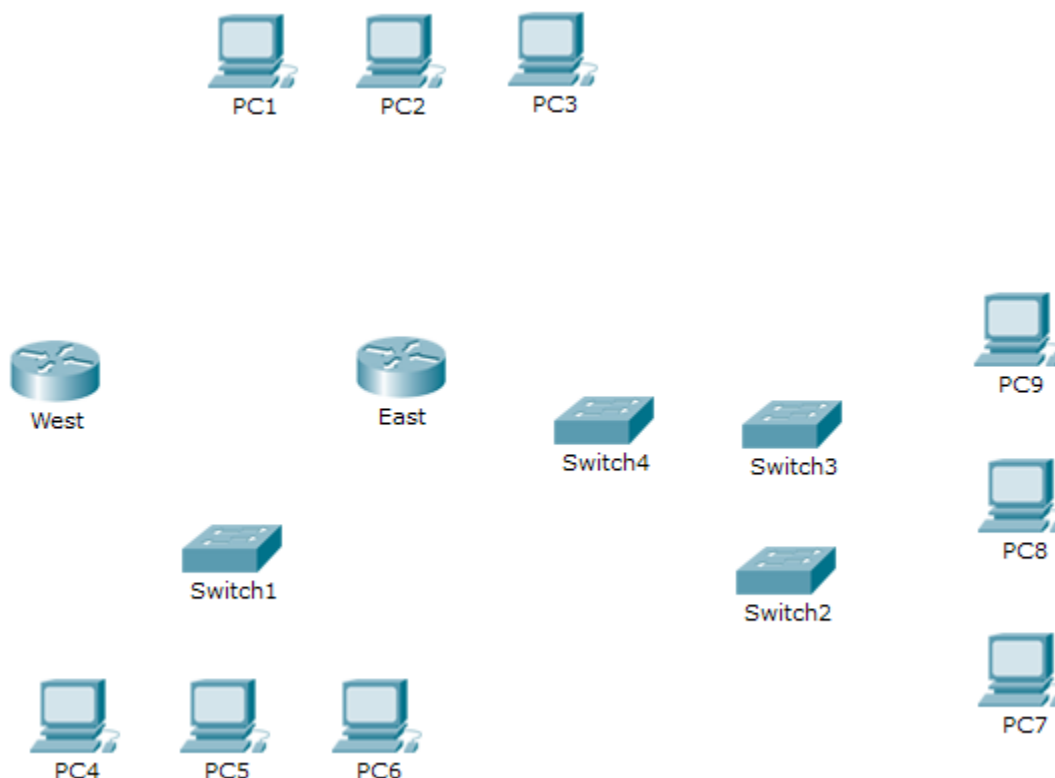 PC1
PC2
PC3
PC9
West
East
Switch4
Switch3
PC8
Switch1
Switch2
PC7
PC4
PC5
PC6